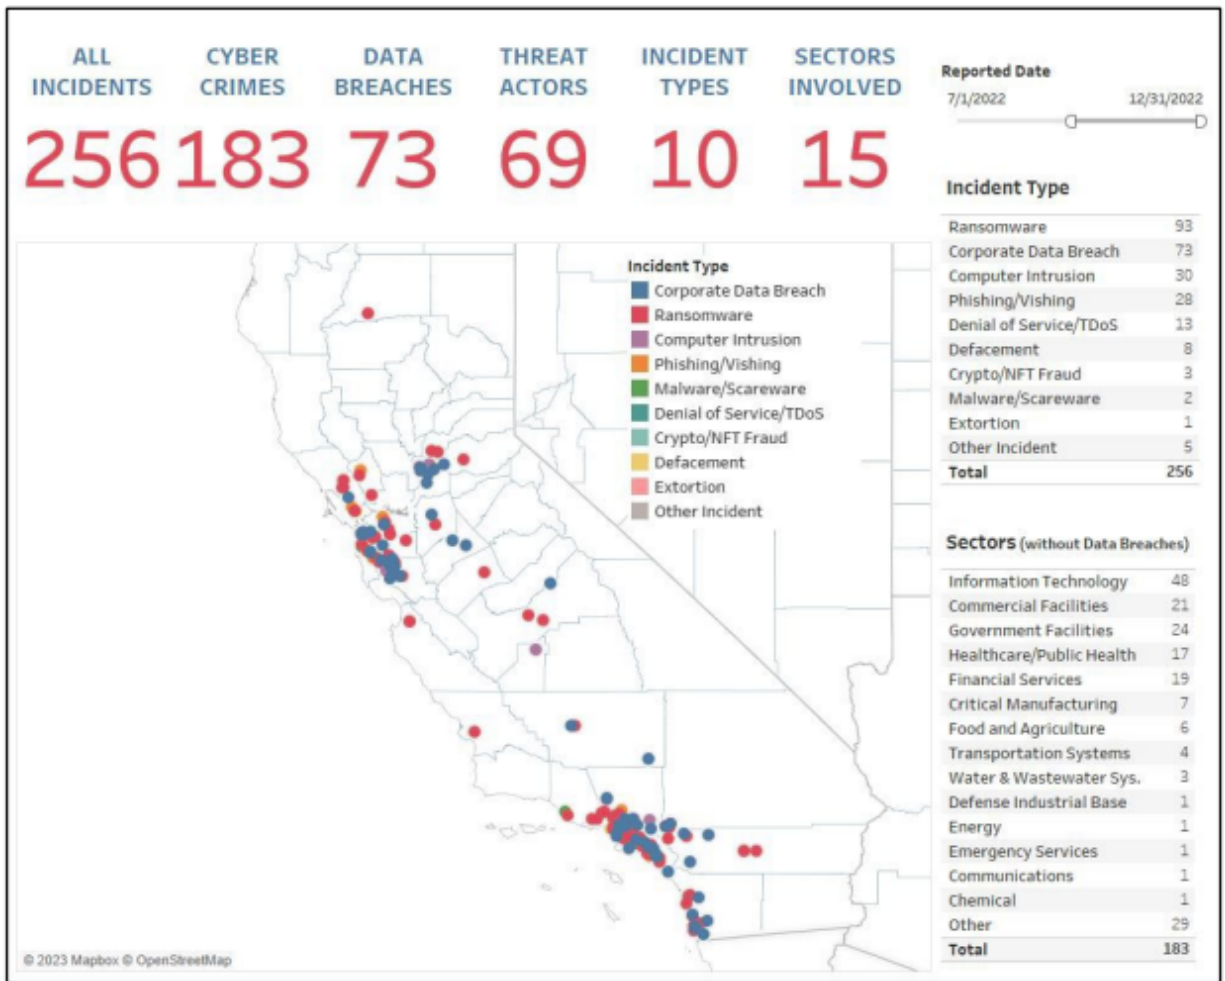 ALL INCIDENTS
256
CYBER CRIMES
183
DATA BREACHES
73
THREAT ACTORS
69
INCIDENT TYPES
10
SECTORS INVOLVED
15
Reported Date
7/1/2022 12/31/2022
Incident Type
Ransomware 93
Corporate Data Breach 73
Computer Intrusion 30
Phishing/Vishing 28
Denial of Service/TDoS 13
Defacement 8
Crypto/NFT Fraud 3
Malware/Scareware 2
Extortion 1
Other Incident 5
Total 256
Incident Type
Corporate Data Breach
Ransomware
Computer Intrusion
Phishing/Vishing
Malware/Scareware
Denial of Service/TDoS
Crypto/NFT Fraud
Defacement
Extortion
Other Incident
Sectors (without Data Breaches)
Information Technology 48
Commercial Facilities 21
Government Facilities 24
Healthcare/Public Health 17
Financial Services 19
Critical Manufacturing 7
Food and Agriculture 6
Transportation Systems 4
Water & Wastewater Sys. 3
Defense Industrial Base 1
Energy 1
Emergency Services 1
Communications 1
Chemical 1
Other 29
Total 183
© 2023 Mapbox © OpenStreetMap